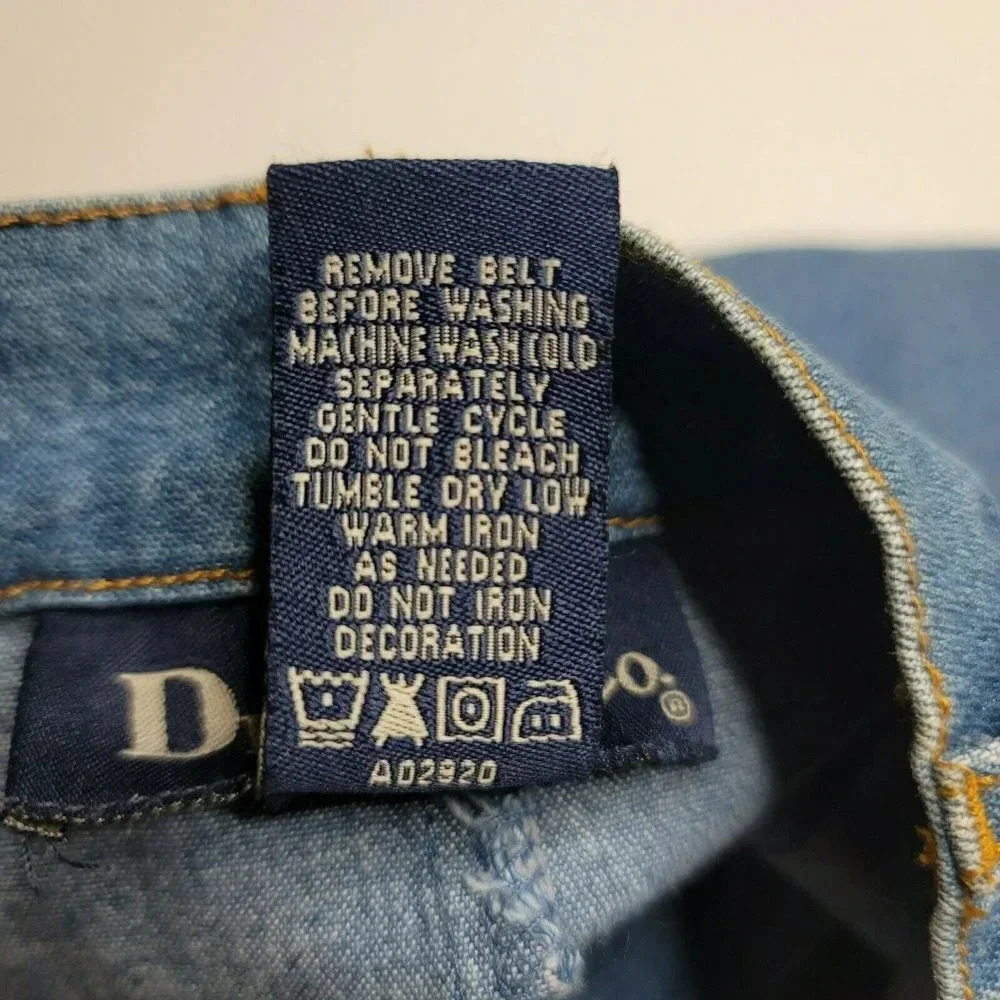 REMOVE BELT
BEFORE WASHING
MACHINE WASH COLD
SEPARATELY
GENTLE CYCLE
DO NOT BLEACH
TUMBLE DRY LOW
WARM IRON
AS NEEDED
DO NOT IRON
DECORATION
A02920
D
O
®